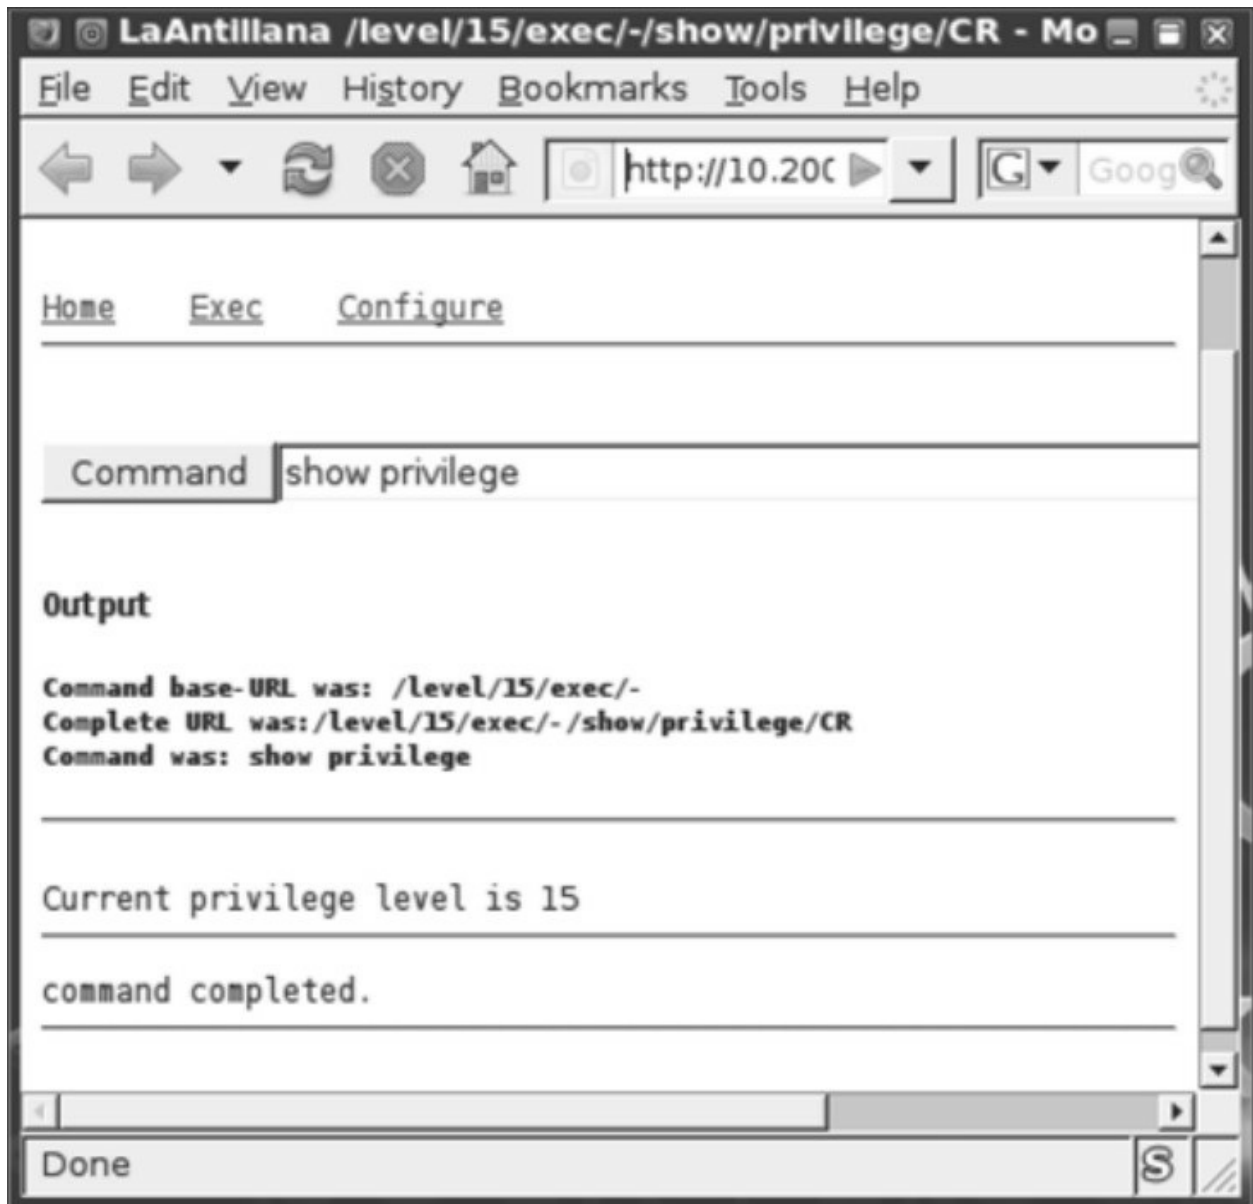 LaAntillana /level/15/exec/-/show/privilege/CR - Mo
File Edit View History Bookmarks Tools Help
http://10.200 G Goog
Home Exec Configure
Command show privilege
Output
Command base-URL was: /level/15/exec/-
Complete URL was:/level/15/exec/-/show/privilege/CR
Command was: show privilege
Current privilege level is 15
command completed.
Done S